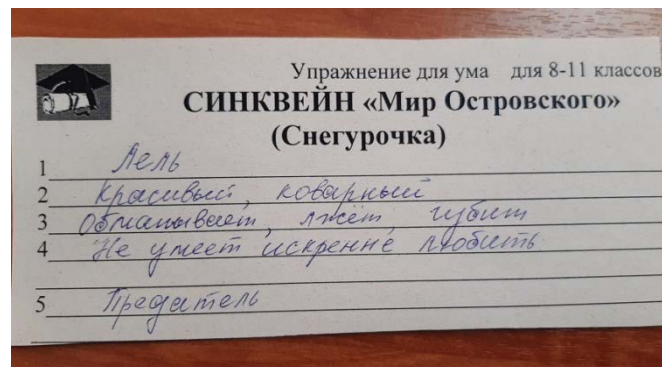 Упражнение для ума для 8-11 классов
СИНКВЕЙН «Мир Островского»
(Снегурочка)
1 Лель
2 Красивый, коварный
3 Обманывает, лжёт, губит
4 Не умеет искренне любить
5 Предатель